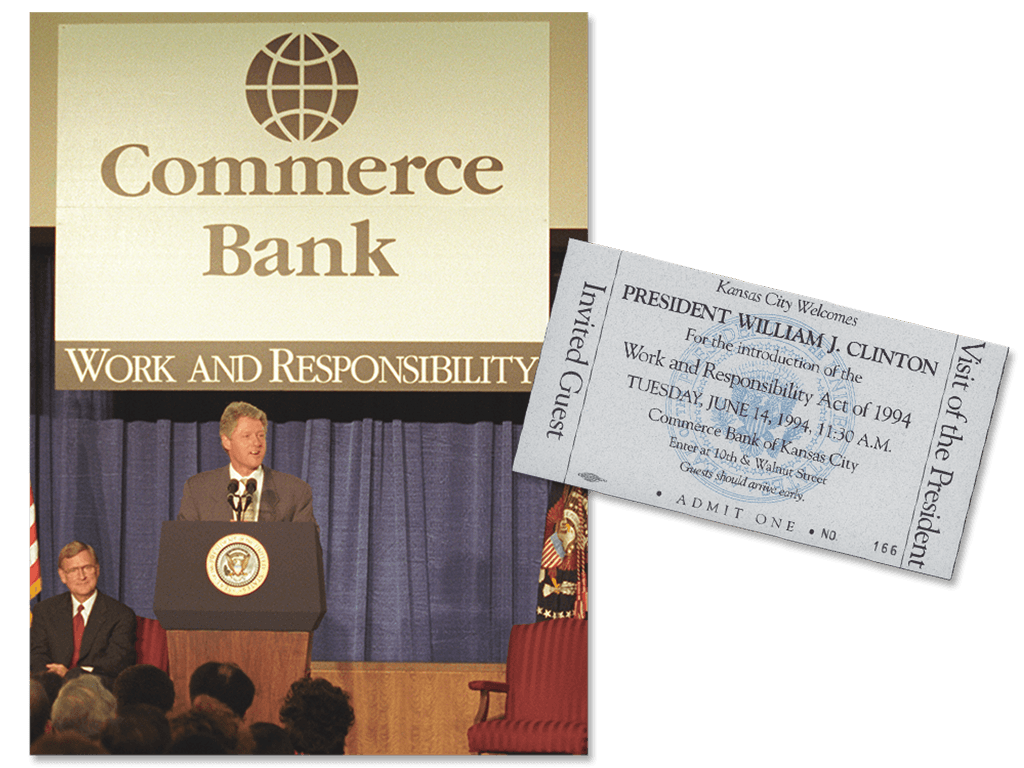 Commerce
Bank
WORK AND RESPONSIBILITY
Invited Guest
Kansas City Welcomes
PRESIDENT WILLIAM J. CLINTON
For the introduction of the
Work and Responsibility Act of 1994
TUESDAY, JUNE 14, 1994, 11:30 A.M.
Commerce Bank of Kansas City
Enter at 10th & Walnut Street
Guests should arrive early.
• ADMIT ONE • NO. 166
Visit of the President